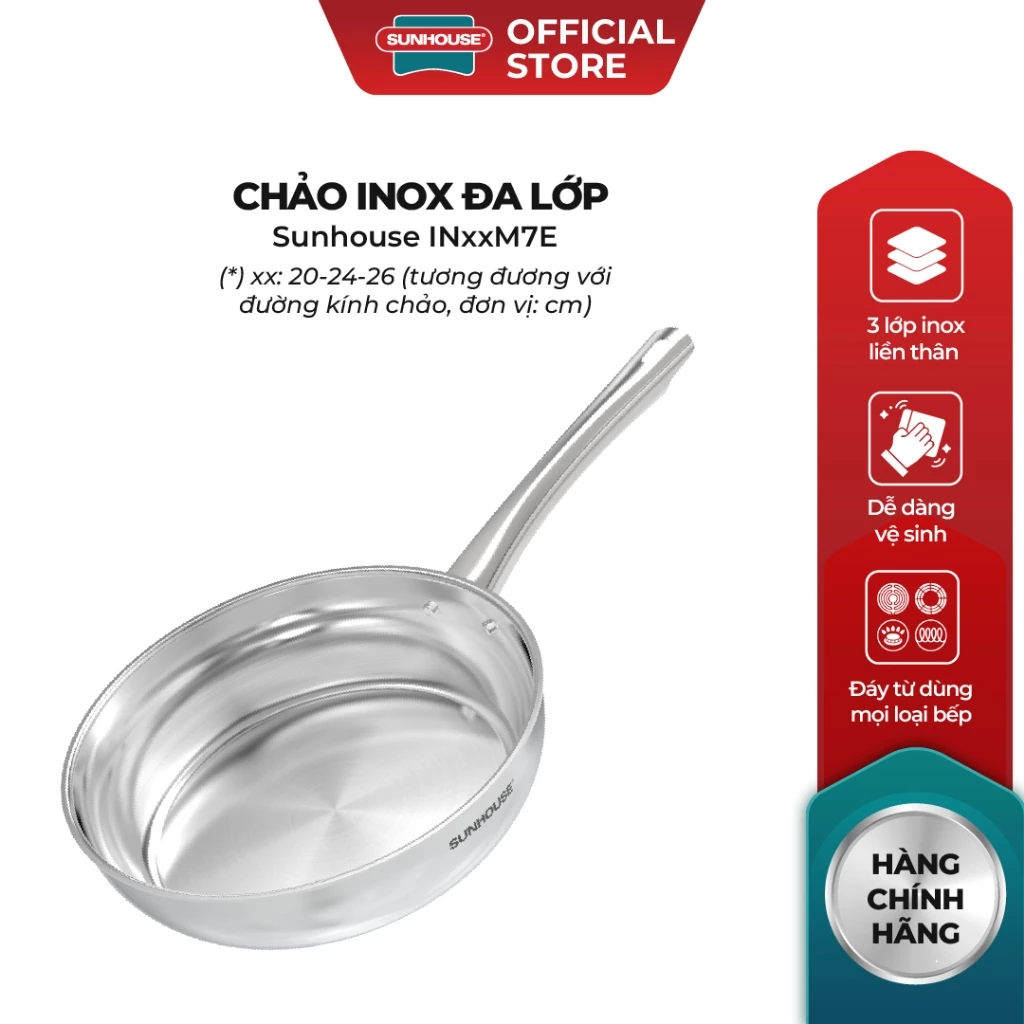 SUNHOUSE®
OFFICIAL
STORE
CHẢO INOX ĐA LỚP
Sunhouse INxxM7E
(*) xx: 20-24-26 (tương đương với
đường kính chảo, đơn vị: cm)
3 lớp inox
liền thân
Dễ dàng
vệ sinh
Đáy từ dùng
mọi loại bếp
SUNHOUSE
HÀNG
CHÍNH
HÃNG